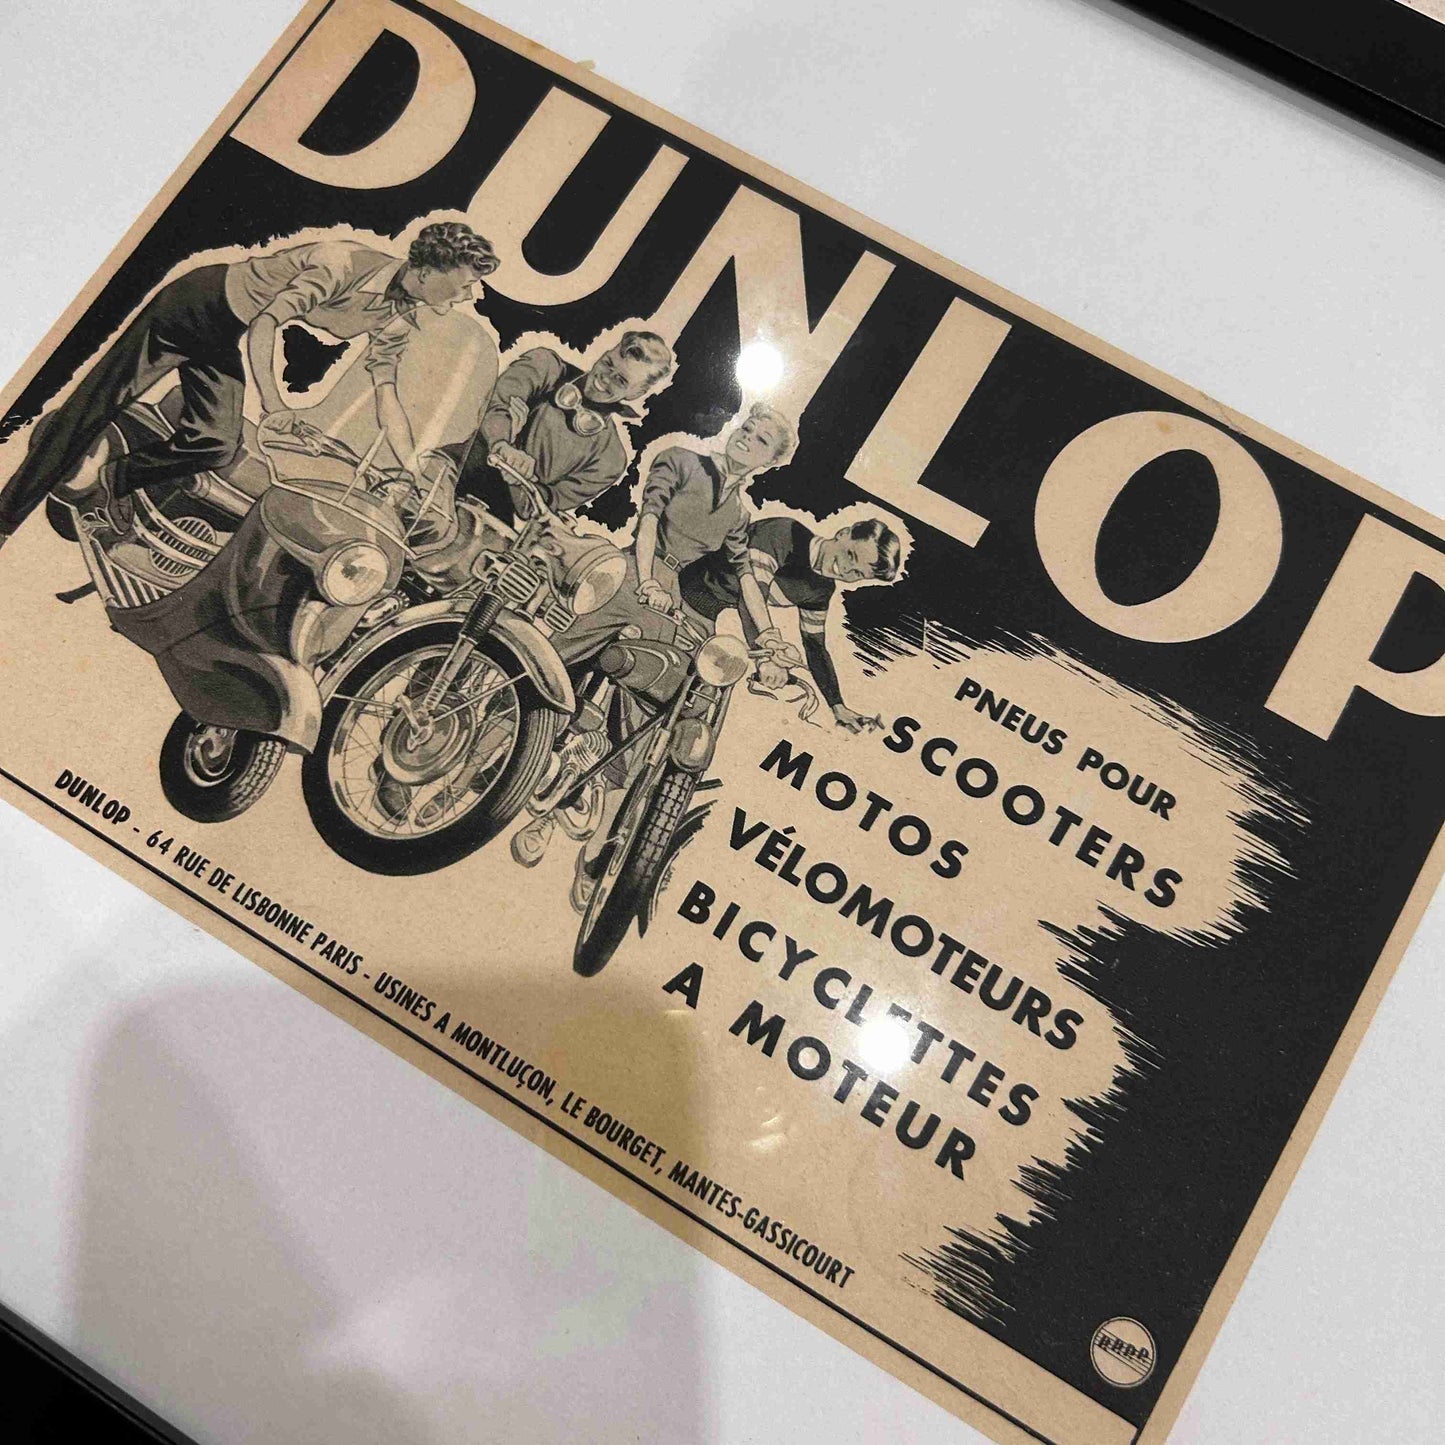 DUNLOP
PNEUS POUR
SCOOTERS
MOTOS
VÉLOMOTEURS
BICYCLETTES
A MOTEUR
DUNLOP - 64 RUE DE LISBONNE PARIS - USINES A MONTLUÇON, LE BOURGET, MANTES-GASSICOURT